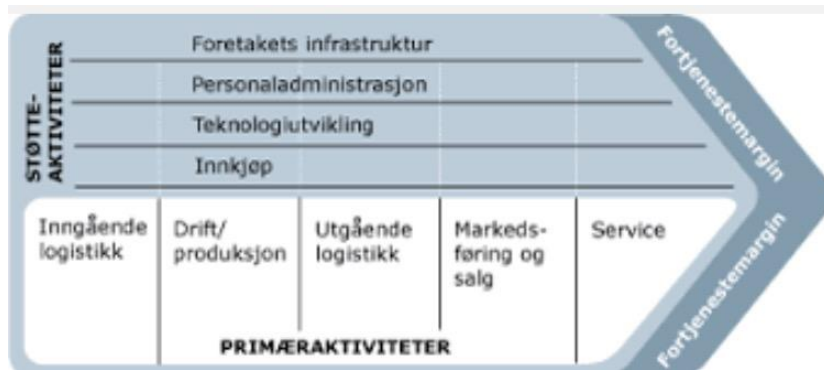 STØTTE-
AKTIVITETER
Foretakets infrastruktur
Personaladministrasjon
Teknologiutvikling
Innkjøp
Fortjenestemargin
Inngående
logistikk
Drift/
produksjon
Utgående
logistikk
Markeds-
føring og
salg
Service
Fortjenestemargin
PRIMÆRAKTIVITETER